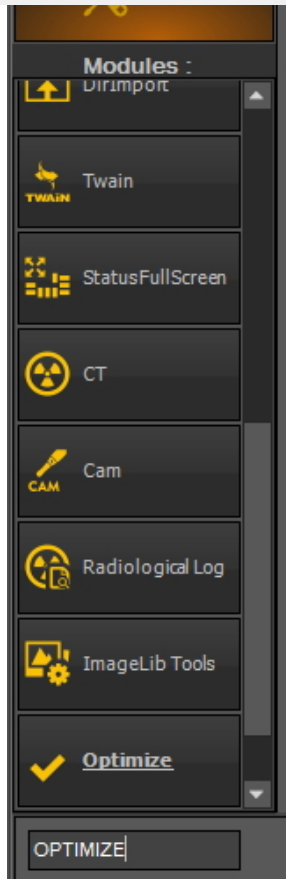 Modules :
DirImport
TWAIN
Twain
StatusFullScreen
CT
CAM
Cam
Radiological Log
ImageLib Tools
Optimize
OPTIMIZE